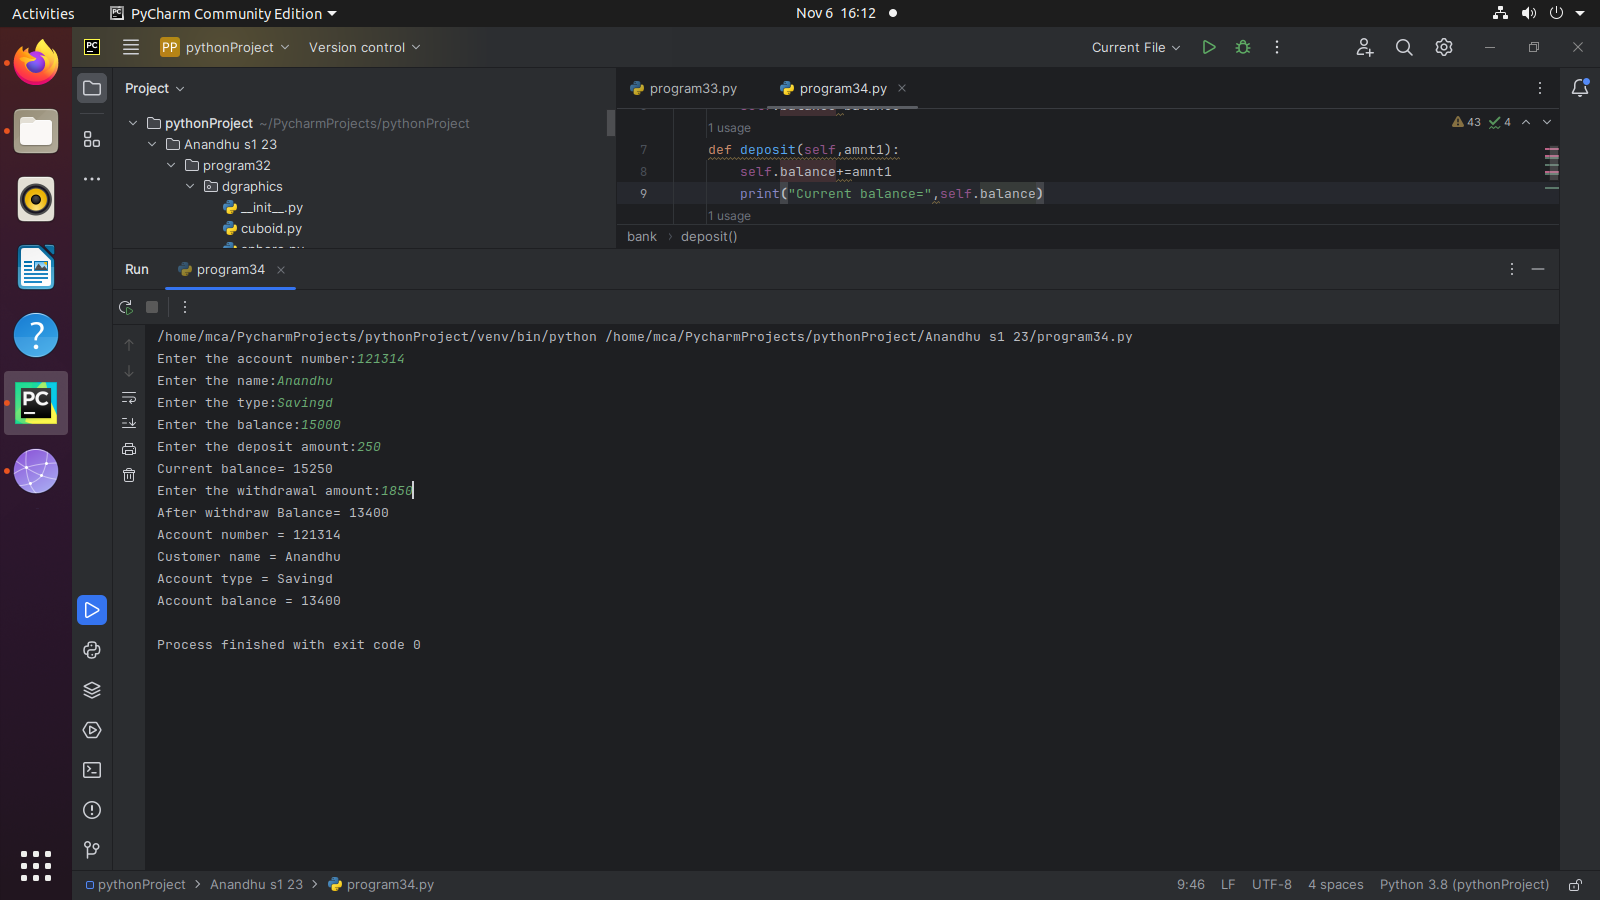 Activities
PyCharm Community Edition
Nov 6 16:12
PC
PP pythonProject
Version control
Current File
Project
program33.py
program34.py
pythonProject ~/PycharmProjects/pythonProject
Anandhu s1 23
program32
dgraphics
__init__.py
cuboid.py
1 usage
43 4
7 def deposit(self,amnt1):
8 self.balance+=amnt1
9 print("Current balance=",self.balance)
1 usage
bank > deposit()
Run
program34
/home/mca/PycharmProjects/pythonProject/venv/bin/python /home/mca/PycharmProjects/pythonProject/Anandhu s1 23/program34.py
Enter the account number:121314
Enter the name:Anandhu
Enter the type:Savingd
Enter the balance:15000
Enter the deposit amount:250
Current balance= 15250
Enter the withdrawal amount:1850
After withdraw Balance= 13400
Account number = 121314
Customer name = Anandhu
Account type = Savingd
Account balance = 13400
Process finished with exit code 0
PC
pythonProject > Anandhu s1 23 > program34.py
9:46 LF UTF-8 4 spaces Python 3.8 (pythonProject)